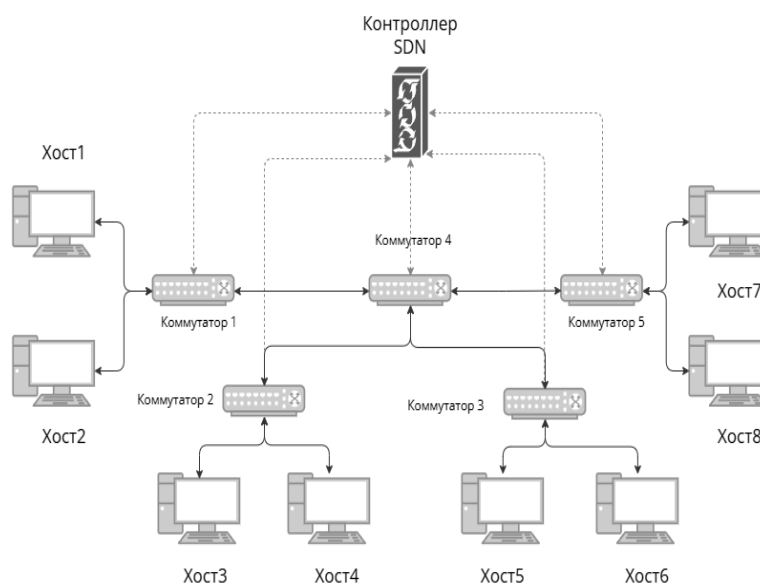 Контроллер
SDN
Хост1
Коммутатор 4
Хост7
Коммутатор 1
Коммутатор 5
Коммутатор 2
Коммутатор 3
Хост2
Хост8
Хост3
Хост4
Хост5
Хост6